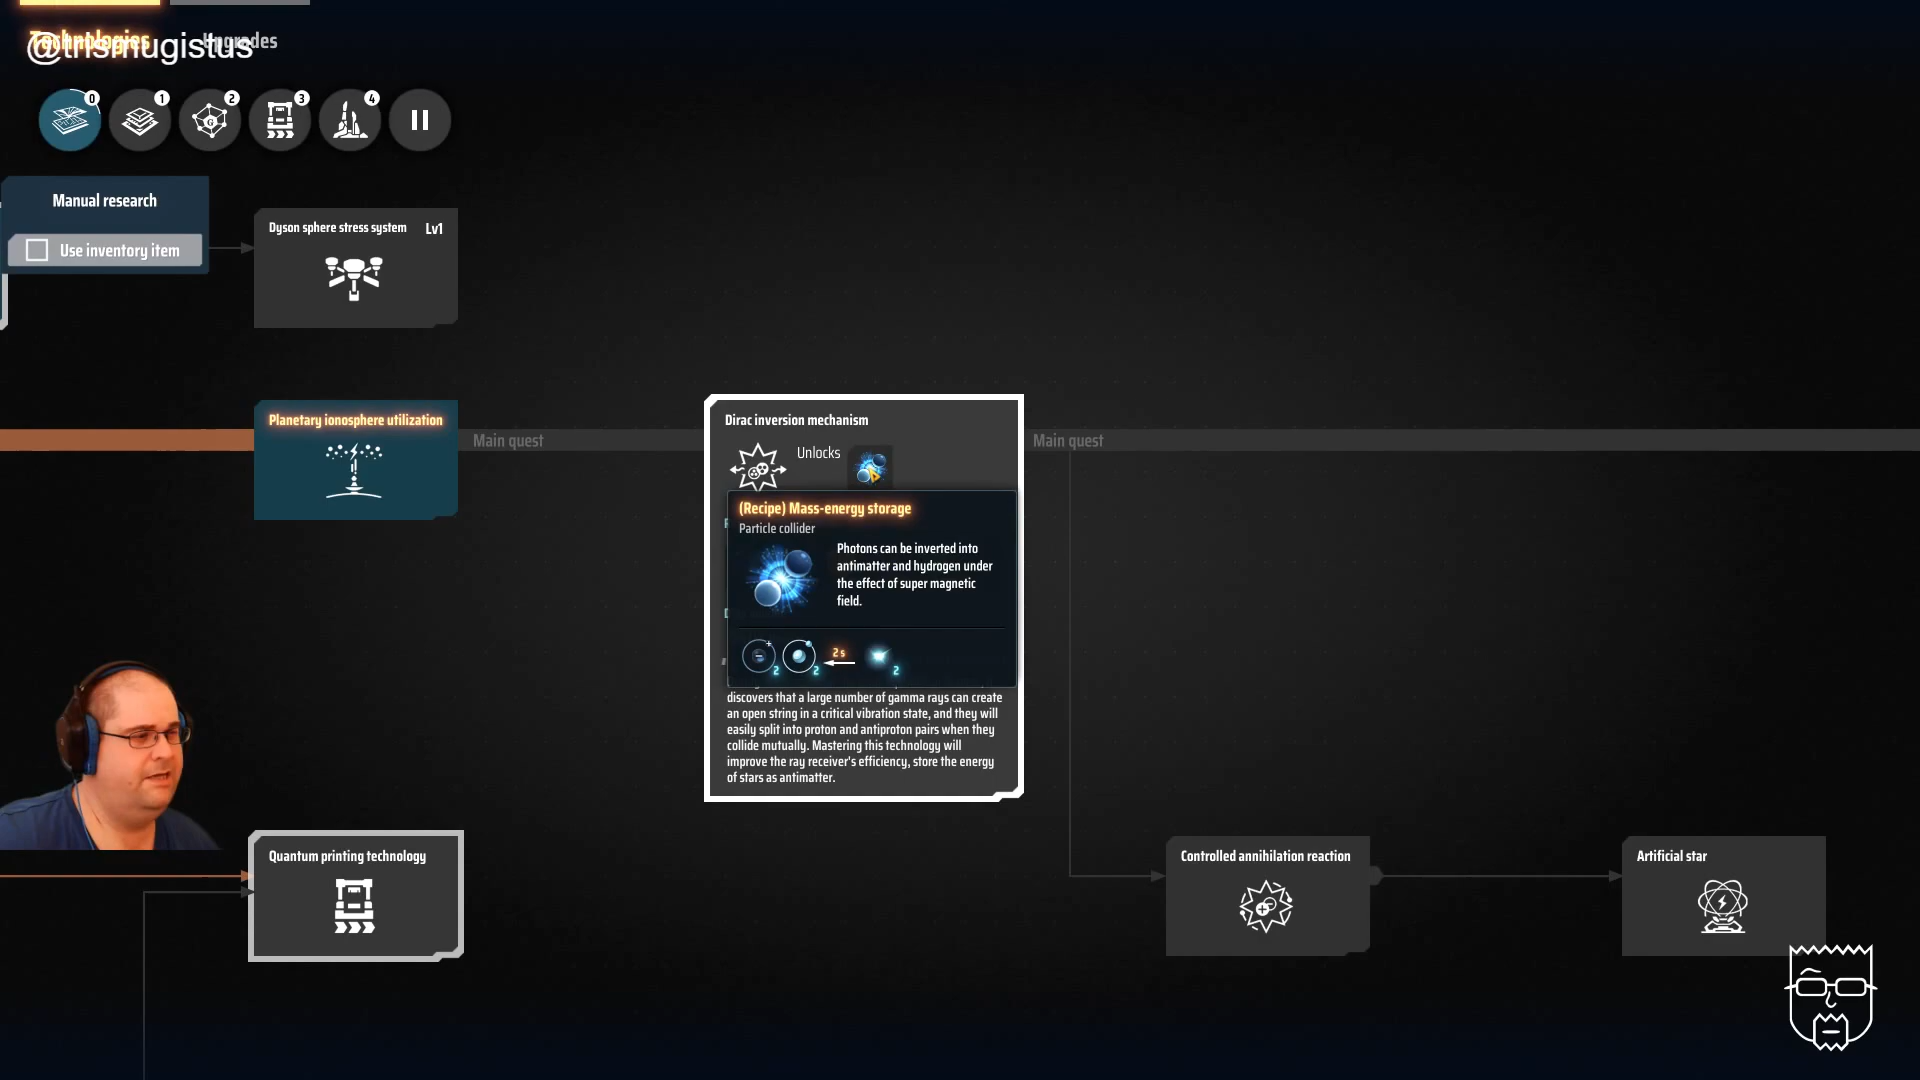 Technologies
Upgrades
@trismugistus
0
1
2
3
4
Manual research
Use inventory item
Dyson sphere stress system
Lv1
Planetary ionosphere utilization
Main quest
Dirac inversion mechanism
Unlocks
Main quest
(Recipe) Mass-energy storage
Particle collider
Photons can be inverted into
antimatter and hydrogen under
the effect of super magnetic
field.
2 s
2
2
2
discovers that a large number of gamma rays can create
an open string in a critical vibration state, and they will
easily split into proton and antiproton pairs when they
collide mutually. Mastering this technology will
improve the ray receiver's efficiency, store the energy
of stars as antimatter.
Quantum printing technology
Controlled annihilation reaction
Artificial star